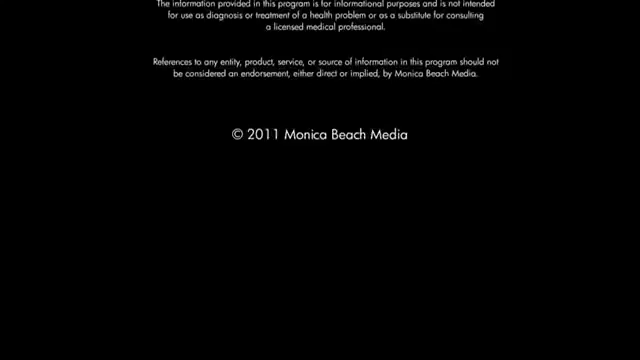 The information provided in this program is for informational purposes and is not intended
for use as diagnosis or treatment of a health problem or as a substitute for consulting
a licensed medical professional.
References to any entity, product, service, or source of information in this program should not
be considered an endorsement, either direct or implied, by Monica Beach Media.
© 2011 Monica Beach Media